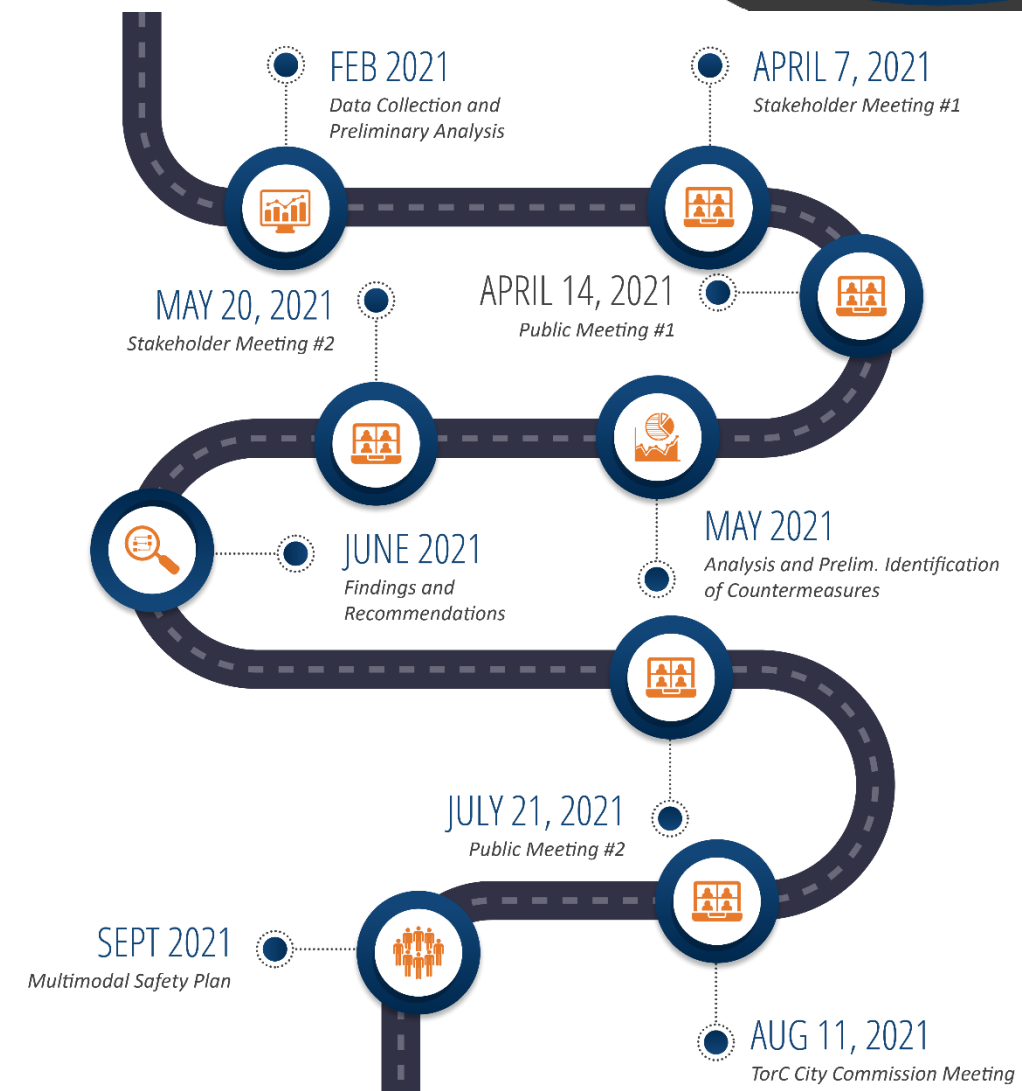 FEB 2021
Data Collection and
Preliminary Analysis
APRIL 7, 2021
Stakeholder Meeting #1
APRIL 14, 2021
Public Meeting #1
MAY 20, 2021
Stakeholder Meeting #2
MAY 2021
Analysis and Prelim. Identification
of Countermeasures
JUNE 2021
Findings and
Recommendations
JULY 21, 2021
Public Meeting #2
SEPT 2021
Multimodal Safety Plan
AUG 11, 2021
TorC City Commission Meeting